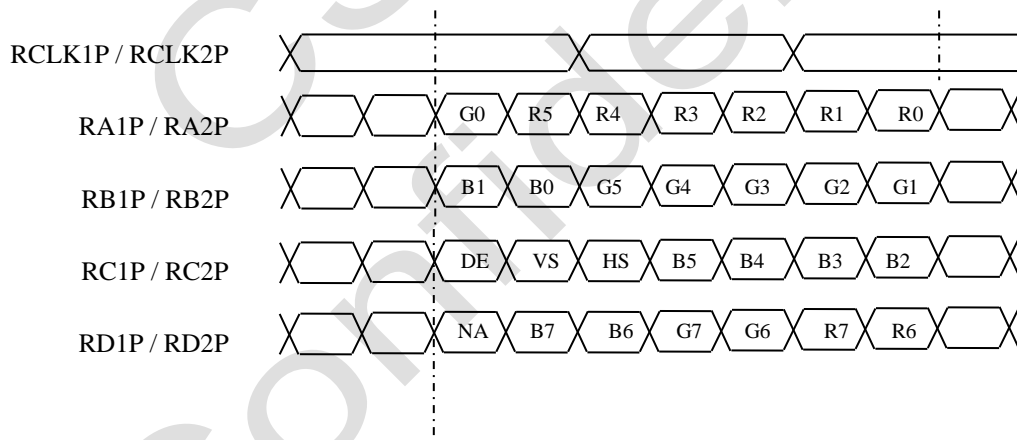 RCLK1P / RCLK2P
RA1P / RA2P G0 R5 R4 R3 R2 R1 R0
RB1P / RB2P B1 B0 G5 G4 G3 G2 G1
RC1P / RC2P DE VS HS B5 B4 B3 B2
RD1P / RD2P NA B7 B6 G7 G6 R7 R6